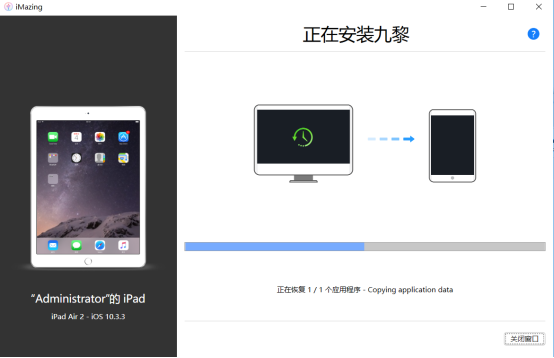 iMazing
正在安装九黎
?
“Administrator”的 iPad
iPad Air 2 - iOS 10.3.3
正在恢复 1 / 1 个应用程序 - Copying application data
关闭窗口